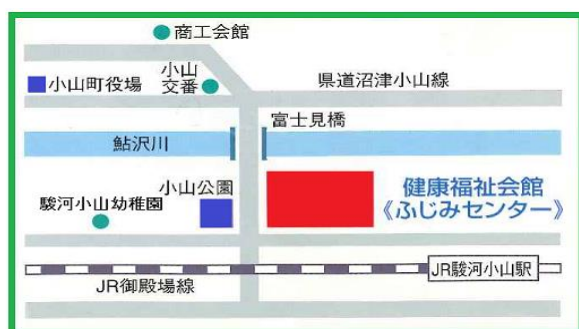 商工会館
小山
交番
小山町役場
県道沼津小山線
富士見橋
鮎沢川
小山公園
健康福祉会館
《ふじみセンター》
駿河小山幼稚園
JR駿河小山駅
JR御殿場線